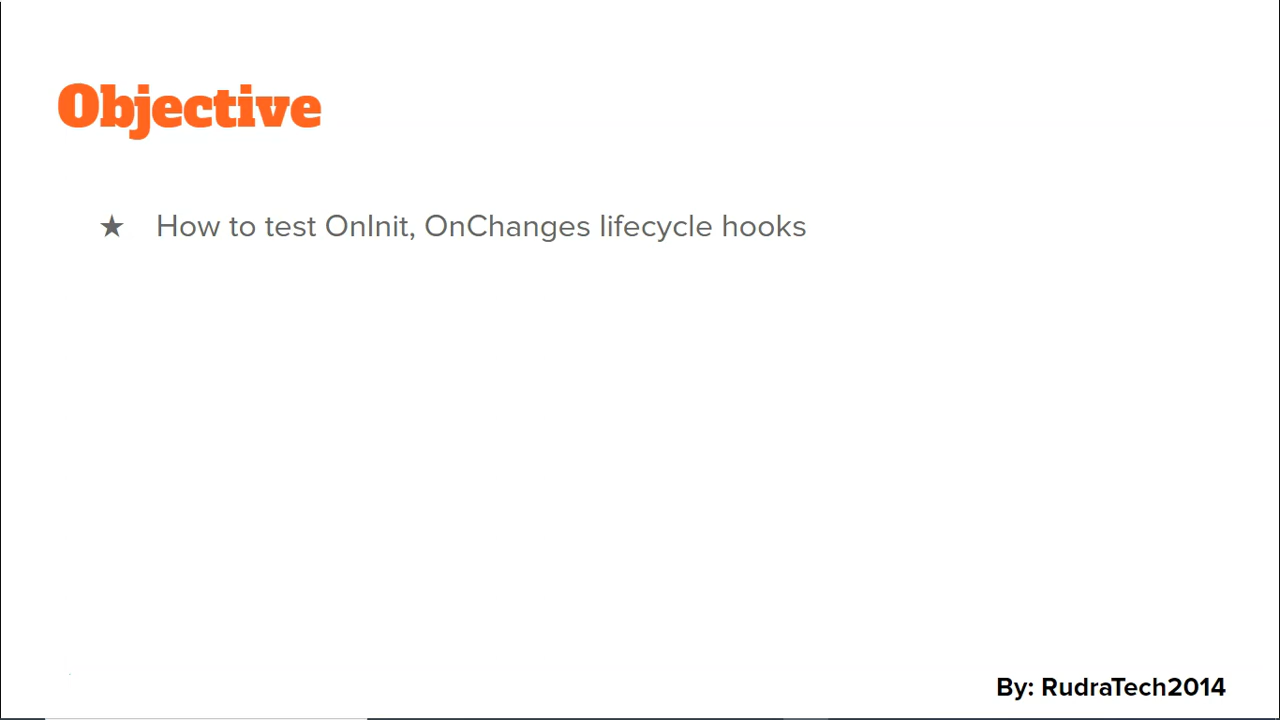 Objective
★ How to test OnInit, OnChanges lifecycle hooks
By: RudraTech2014